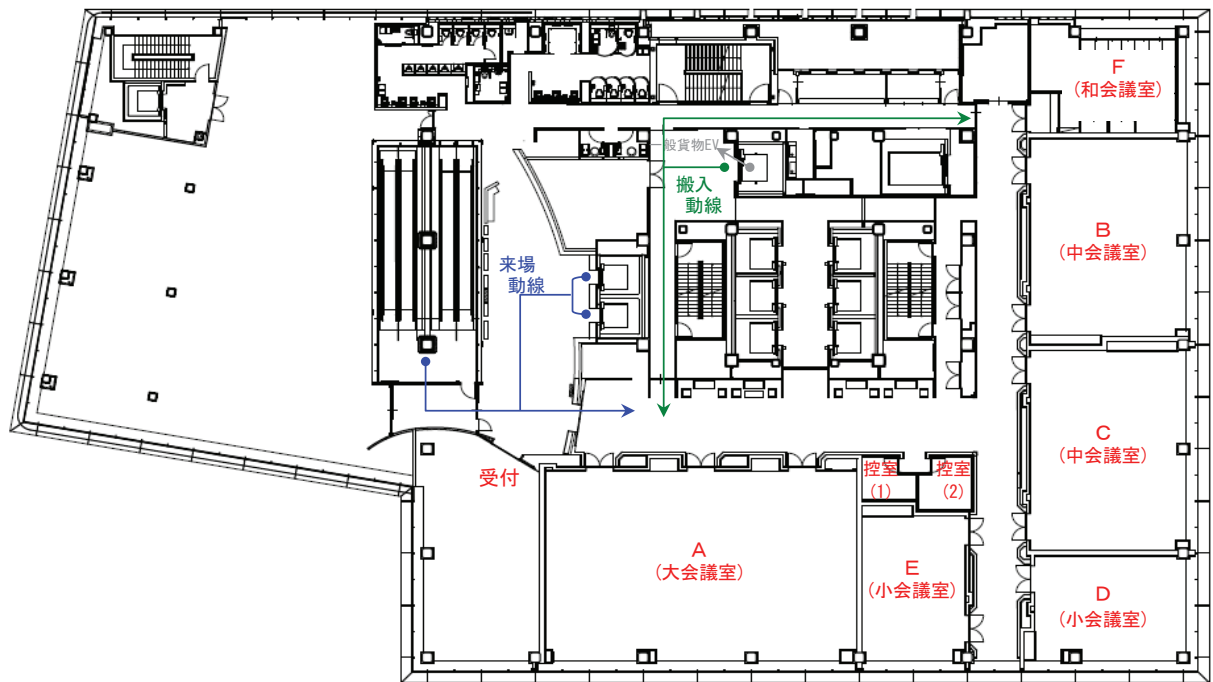 F
(和会議室)
一般貨物EV
搬入
動線
B
(中会議室)
来場
動線
C
(中会議室)
受付
控室
(1)
控室
(2)
A
(大会議室)
E
(小会議室)
D
(小会議室)